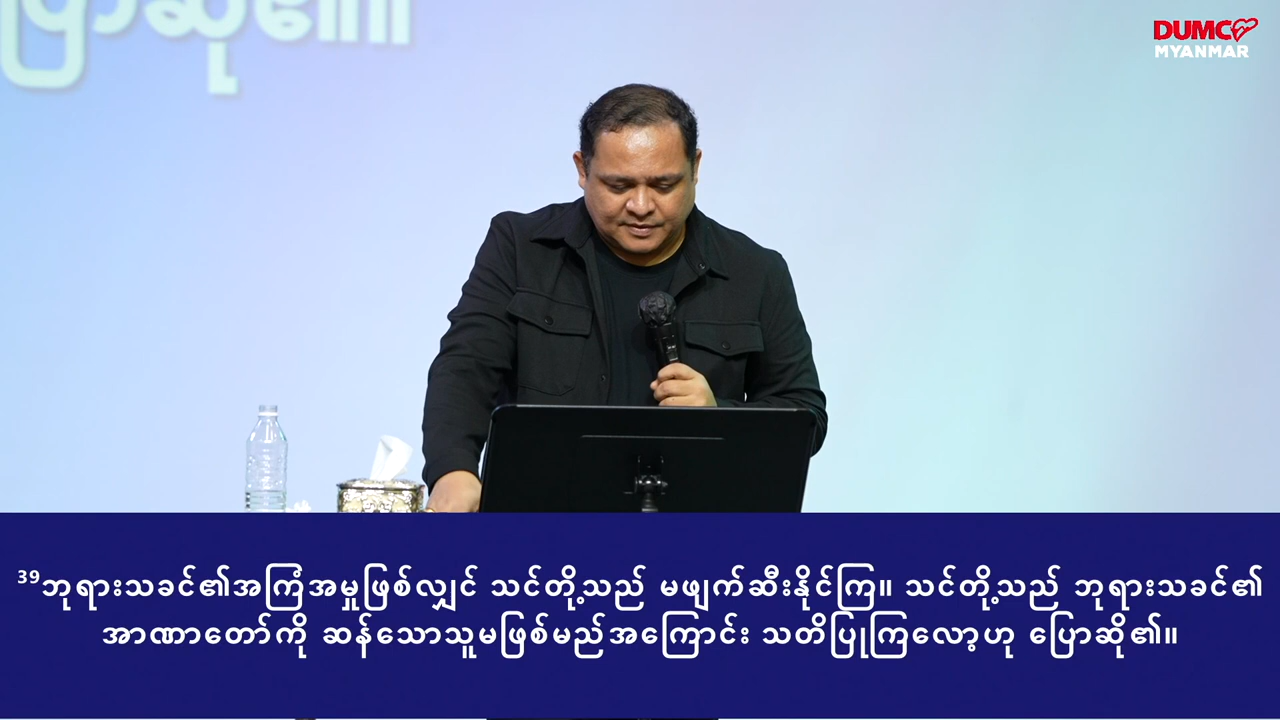 ပြောဆို၏။
DUMC
MYANMAR
³⁹ဘုရားသခင်၏အကြံအမှုဖြစ်လျှင် သင်တို့သည် မဖျက်ဆီးနိုင်ကြ။ သင်တို့သည် ဘုရားသခင်၏
အာဏာတော်ကို ဆန်သောသူမဖြစ်မည်အကြောင်း သတိပြုကြလော့ဟု ပြောဆို၏။